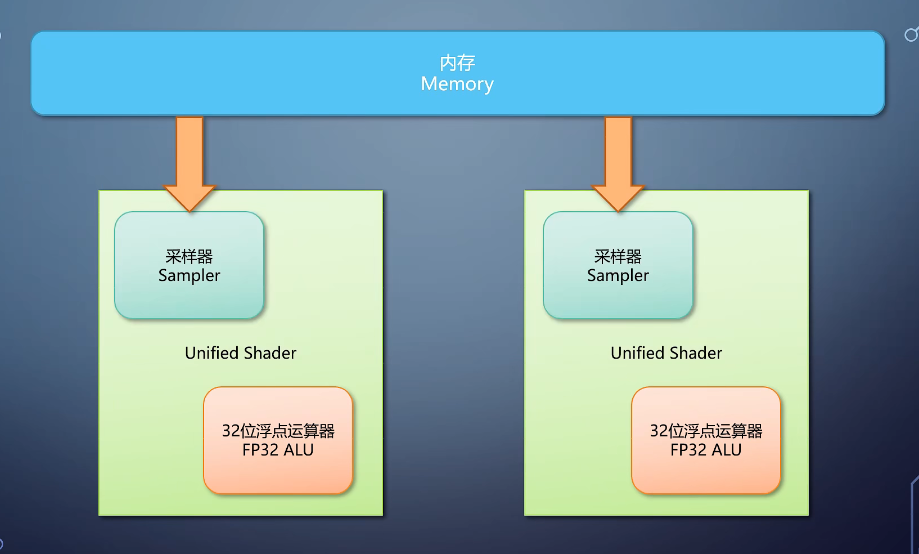 内存
Memory
采样器
Sampler
采样器
Sampler
Unified Shader
Unified Shader
32位浮点运算器
FP32 ALU
32位浮点运算器
FP32 ALU